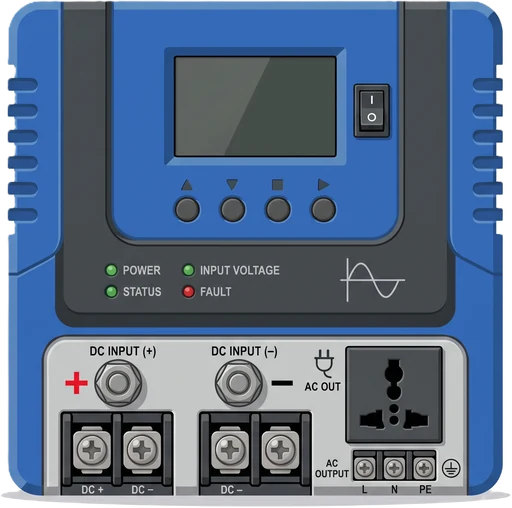 I
O
POWER
INPUT VOLTAGE
STATUS
FAULT
DC INPUT (+)
DC INPUT (–)
+
–
AC OUT
AC
OUTPUT
L N PE
DC + DC –
DC –